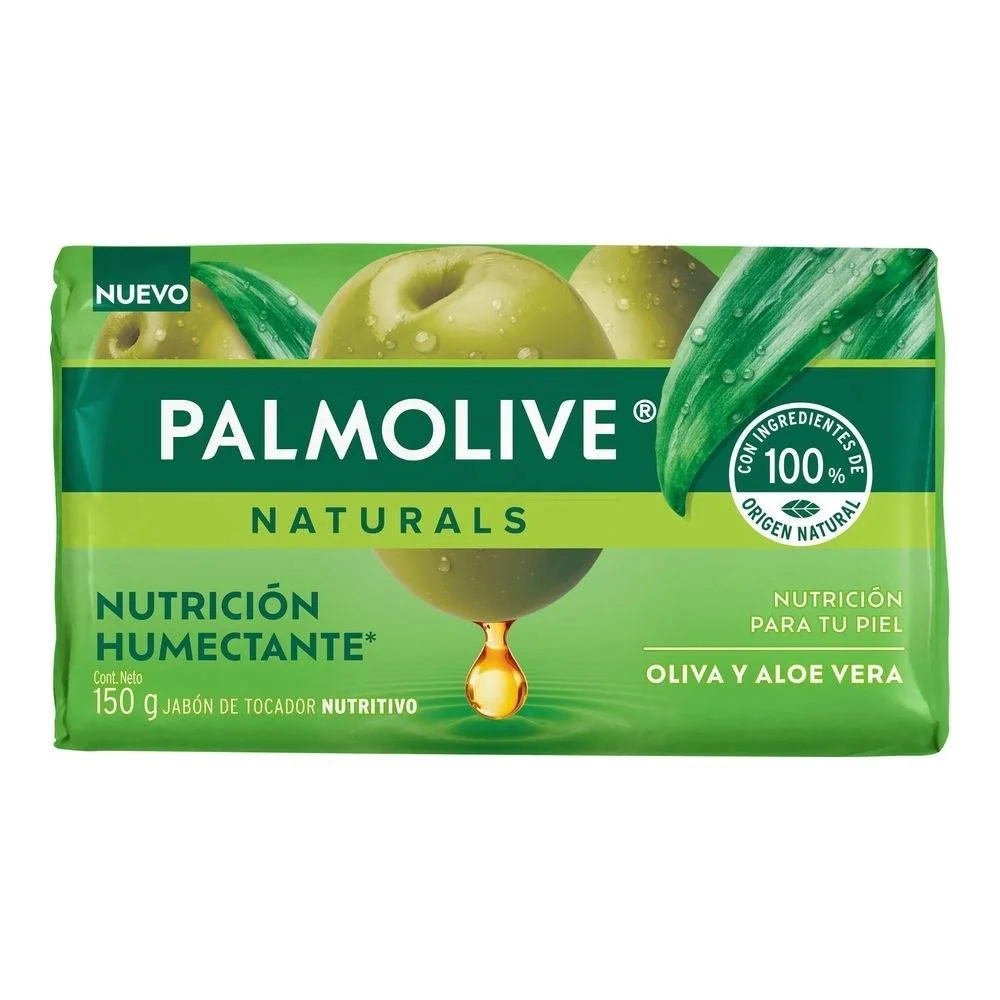 NUEVO
PALMOLIVE®
NATURALS
CON INGREDIENTES DE
100%
ORIGEN NATURAL
NUTRICIÓN
HUMECTANTE*
Cont. Neto
150 g JABÓN DE TOCADOR NUTRITIVO
NUTRICIÓN
PARA TU PIEL
OLIVA Y ALOE VERA